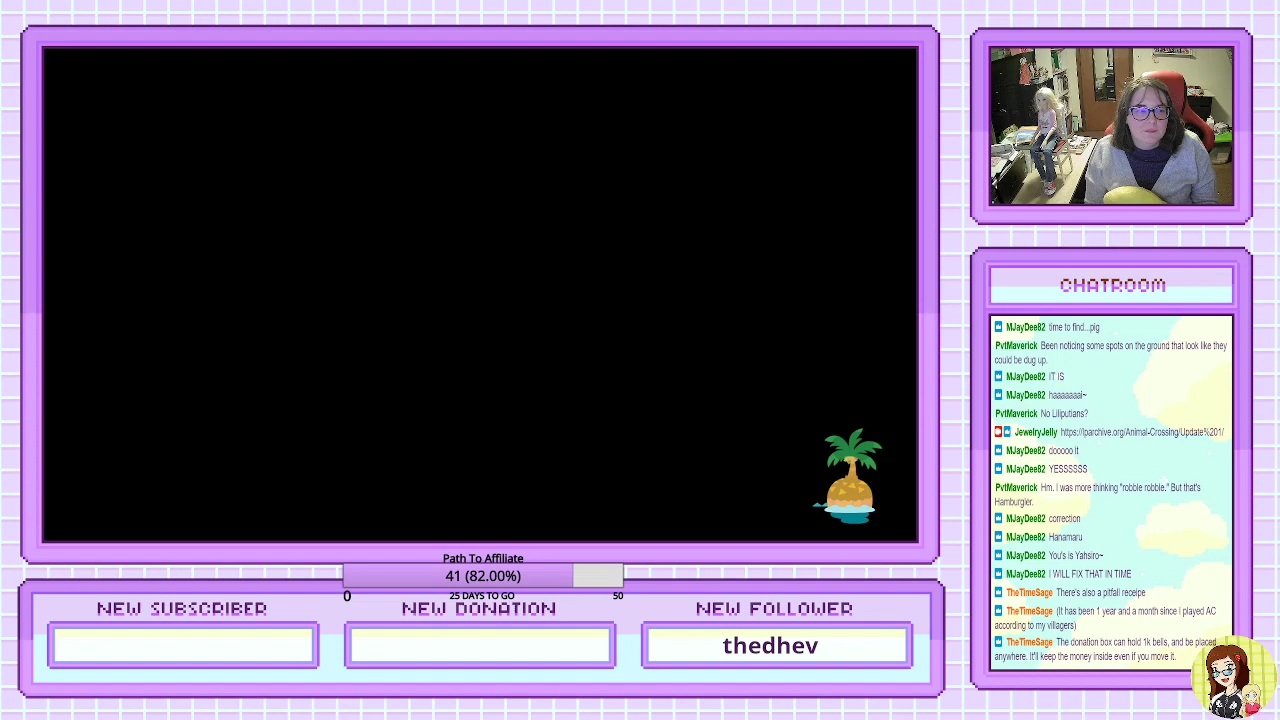 CHATROOM
MJayDee82 time to find...pig
PvtMaverick Been noticing some spots on the ground that look like they
could be dug up.
MJayDee82 IT IS
MJayDee82 haaaaaaai~
PvtMaverick No Liliputians?
JewelryJelly https://lparchive.org/Animal-Crossing/Update%201/
MJayDee82 dooooo it
MJayDee82 YESSSSSS
PvtMaverick Hm. I was more thinking "robble robble." But that's
Hamburgler.
MJayDee82 correction
MJayDee82 Hanamaru
MJayDee82 You's is Yahsiro~
MJayDee82 I WILL FIX THAT IN TIME
TheTimeSage There's also a pitfall receipe
TheTimeSage (It has been 1 year and a month since I played AC
according to my villagers)
TheTimeSage The donation box can hold 1k bells, and be placed
anywhere. It'll keep the money inside even if you move it.
Path To Affiliate
41 (82.00%)
0 25 DAYS TO GO 50
NEW SUBSCRIBER NEW DONATION NEW FOLLOWER
thedhev